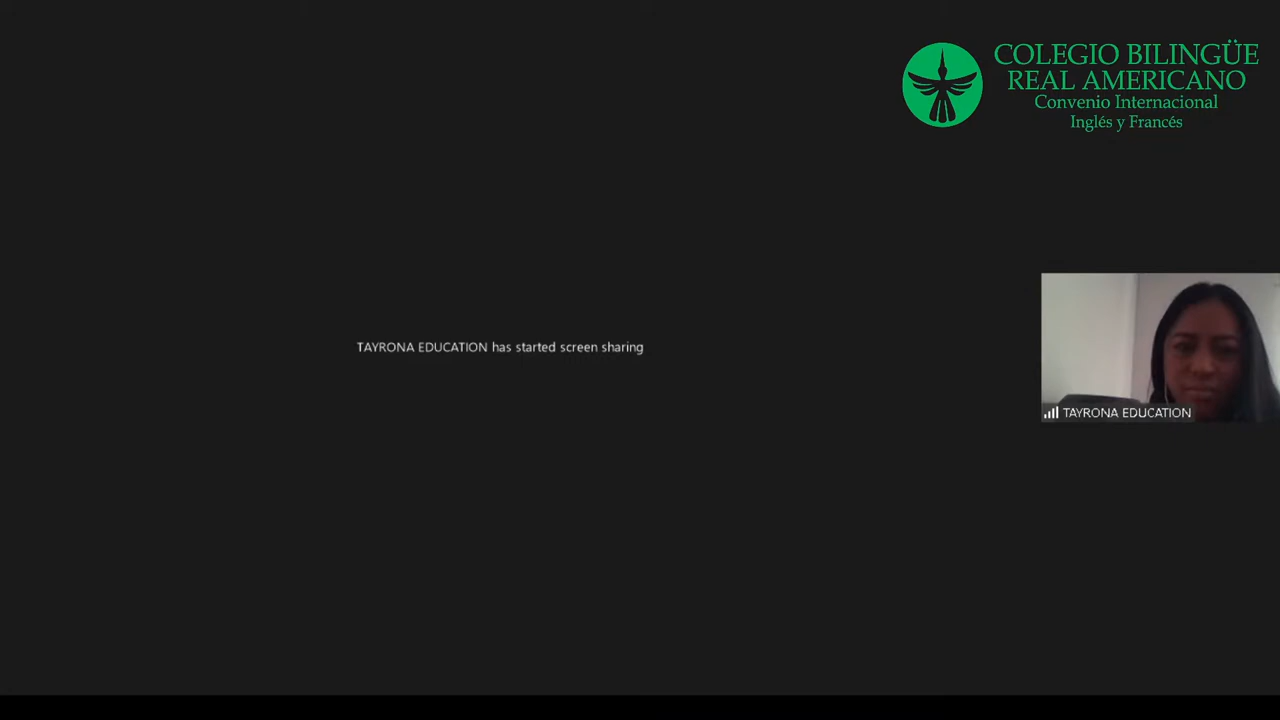 COLEGIO BILINGÜE
REAL AMERICANO
Convenio Internacional
Inglés y Francés
TAYRONA EDUCATION has started screen sharing
TAYRONA EDUCATION